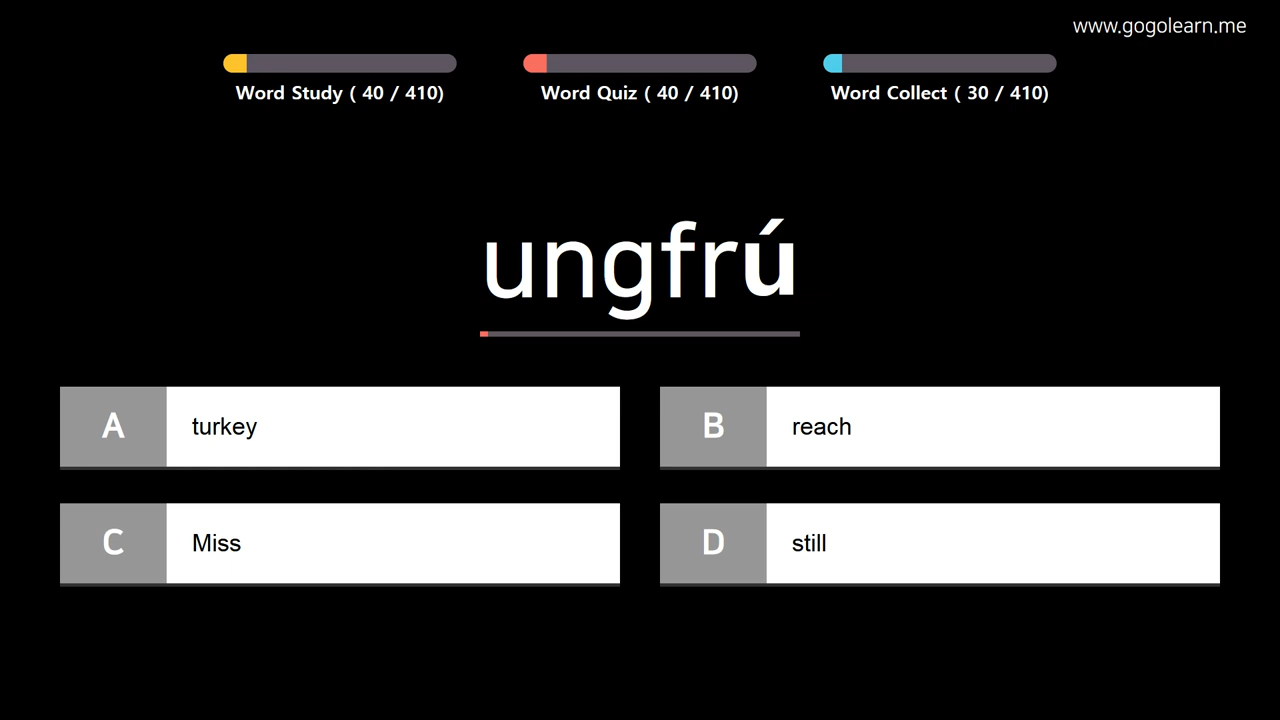 www.gogolearn.me
Word Study ( 40 / 410)
Word Quiz ( 40 / 410)
Word Collect ( 30 / 410)
ungfrú
A turkey
B reach
C Miss
D still